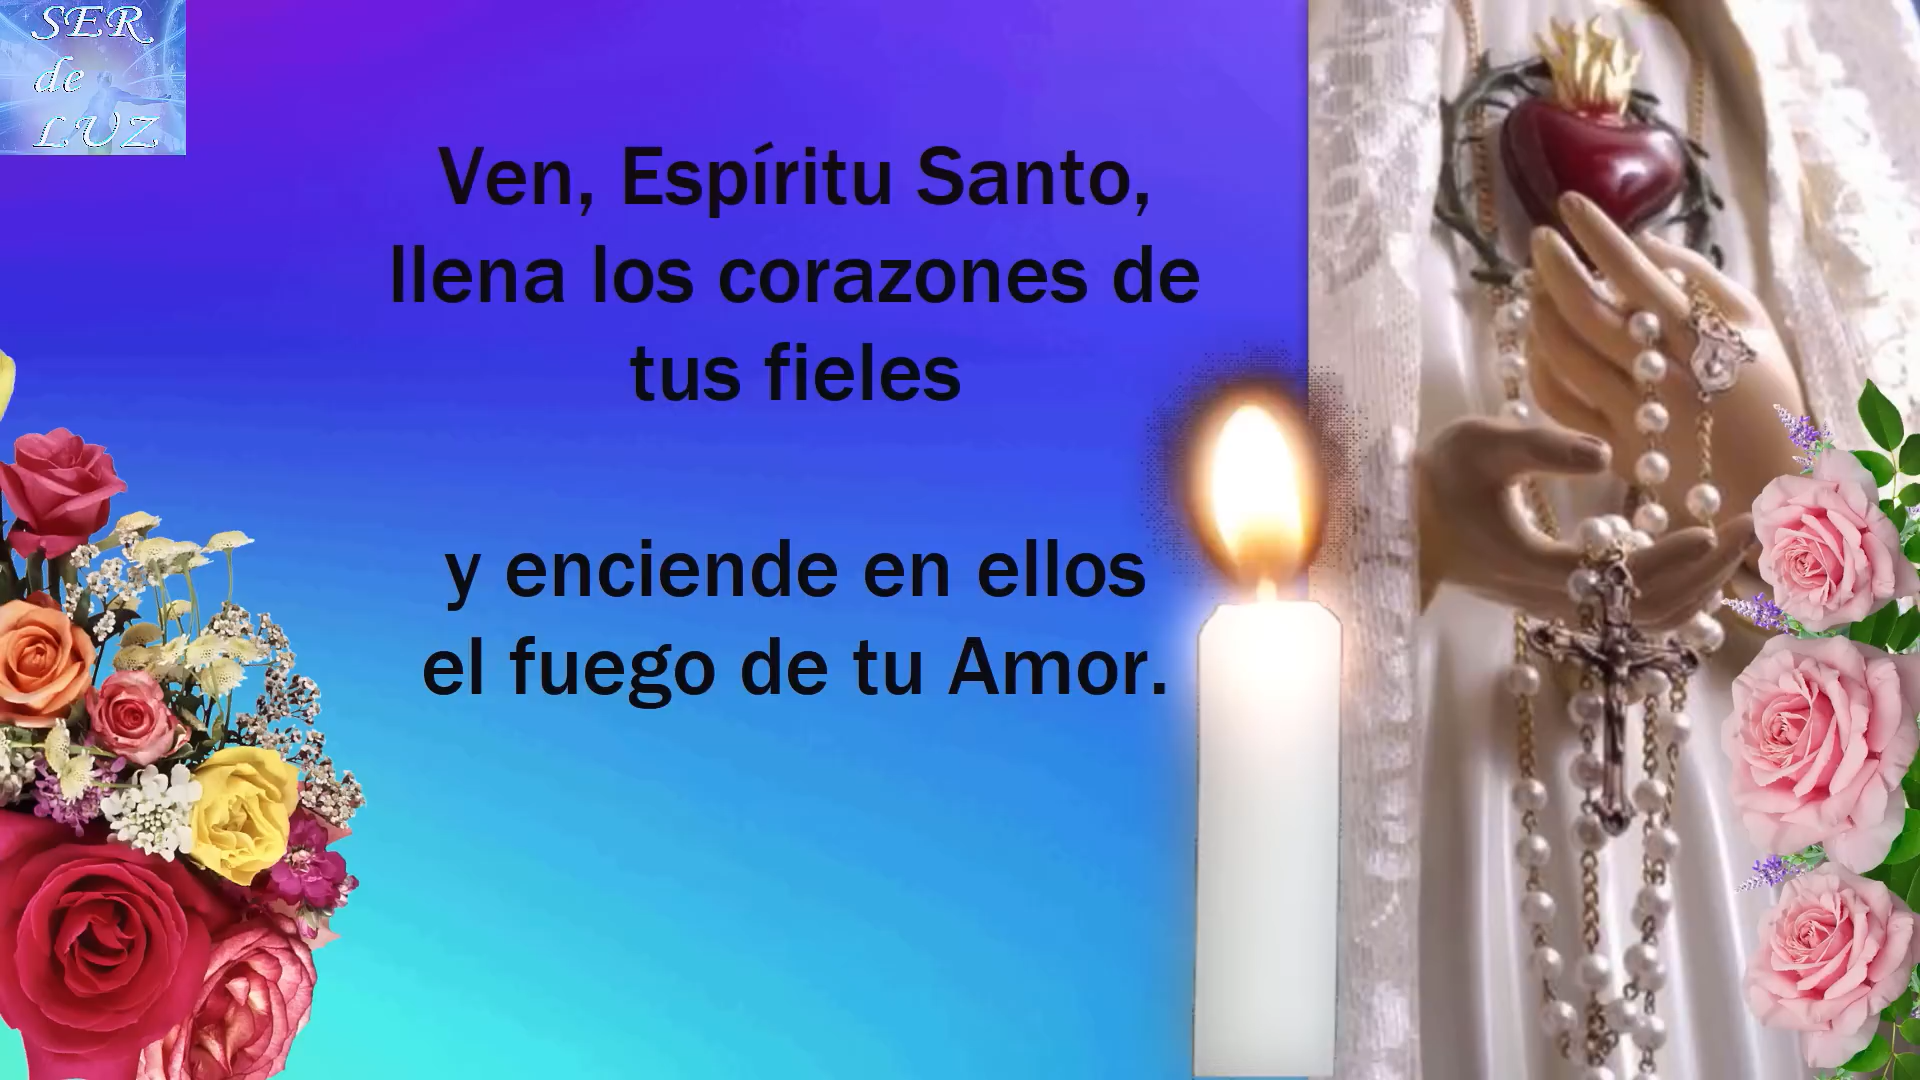 SER
de
LUZ
Ven, Espíritu Santo,
llena los corazones de
tus fieles
y enciende en ellos
el fuego de tu Amor.